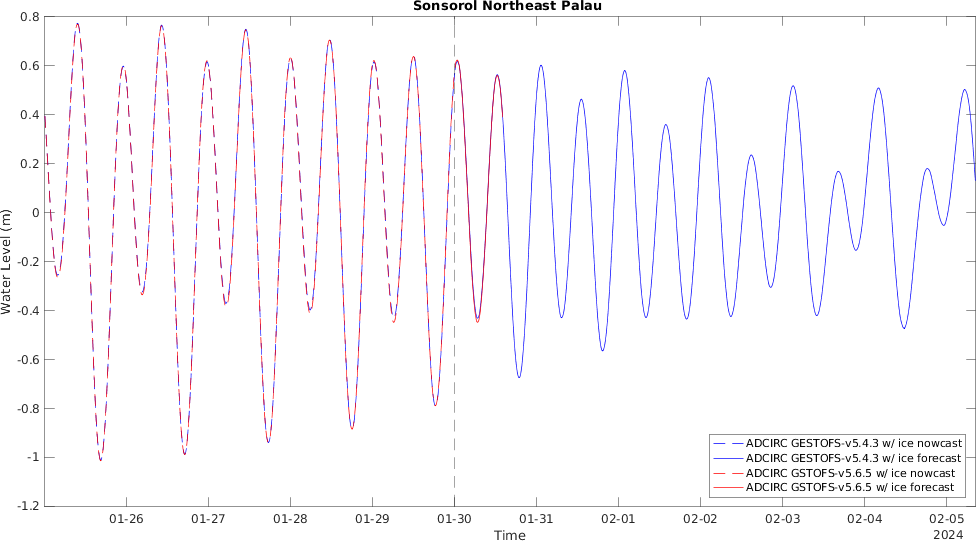 Sonsorol Northeast Palau
0.8
0.6
0.4
0.2
0
-0.2
-0.4
-0.6
-0.8
-1
-1.2
Water Level (m)
ADCIRC GESTOFS-v5.4.3 w/ ice nowcast
ADCIRC GESTOFS-v5.4.3 w/ ice forecast
ADCIRC GSTOFS-v5.6.5 w/ ice nowcast
ADCIRC GSTOFS-v5.6.5 w/ ice forecast
01-26 01-27 01-28 01-29 01-30 01-31 02-01 02-02 02-03 02-04 02-05
Time 2024